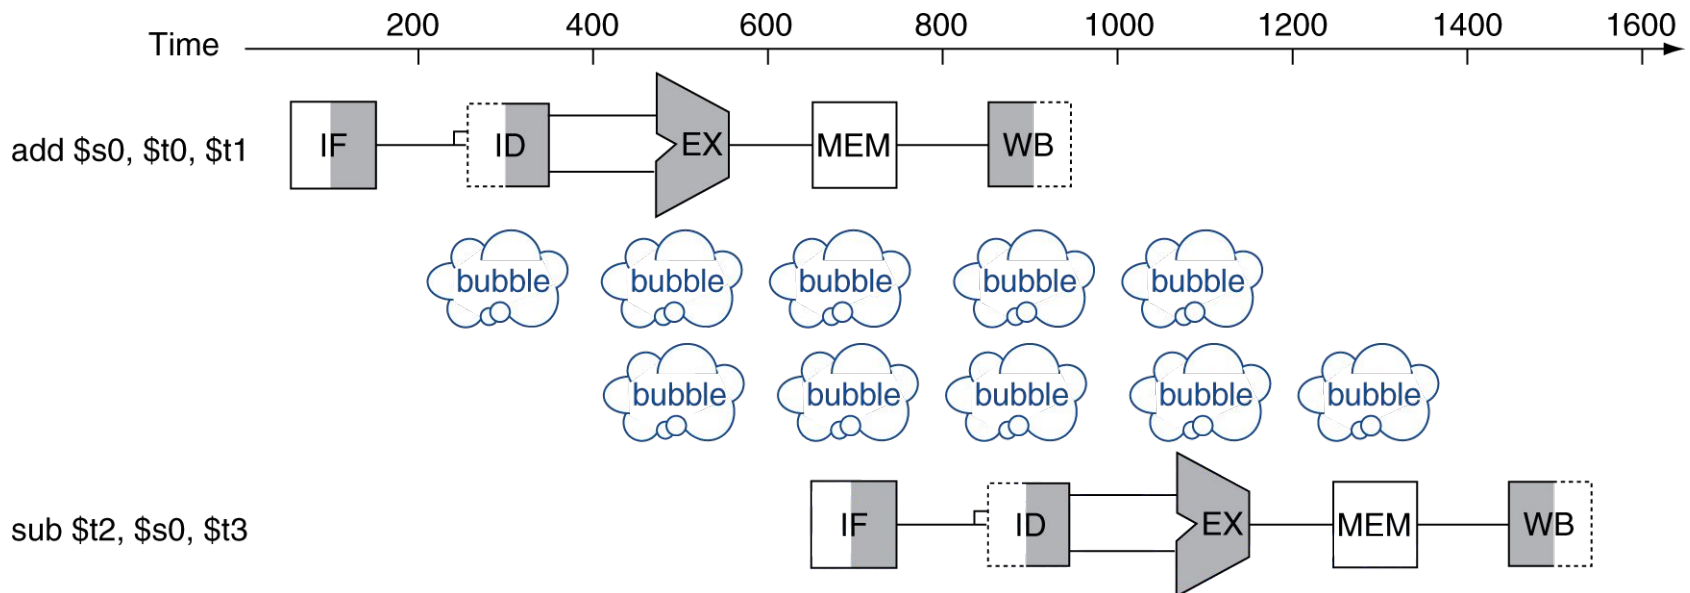 200 400 600 800 1000 1200 1400 1600
Time
add $s0, $t0, $t1 IF ID EX MEM WB
bubble bubble bubble bubble bubble
bubble bubble bubble bubble bubble
sub $t2, $s0, $t3 IF ID EX MEM WB